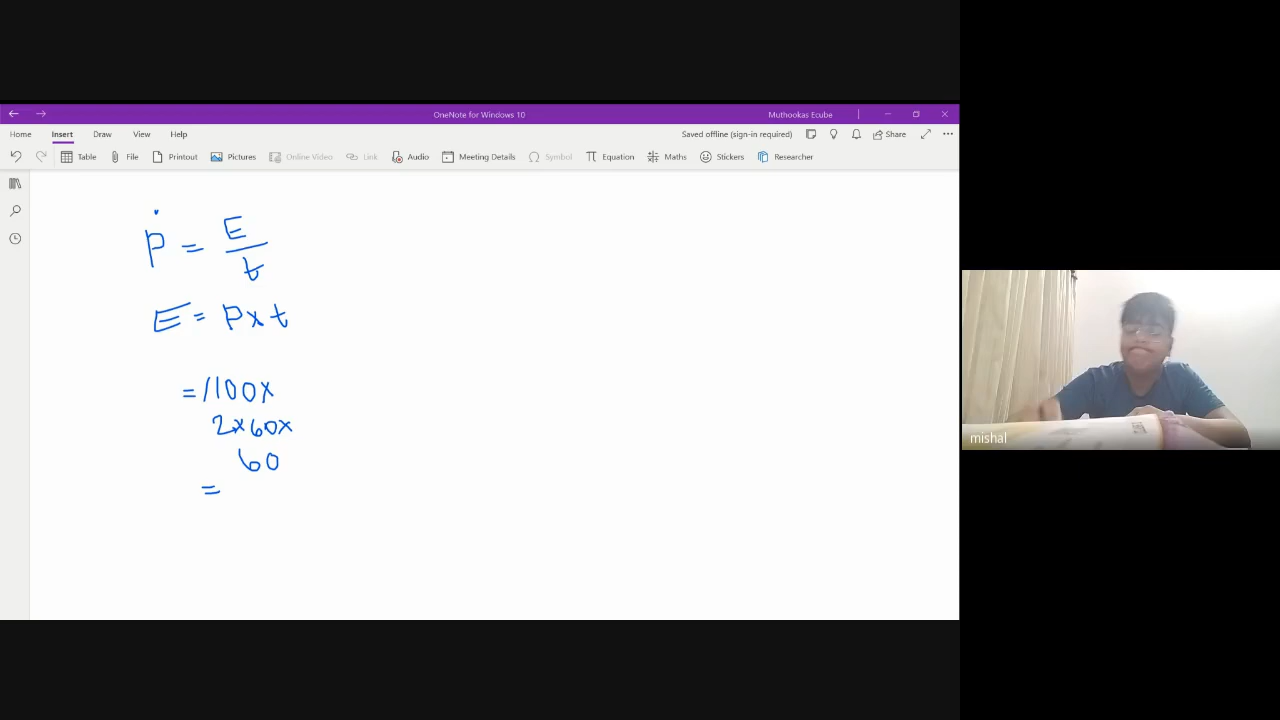 OneNote for Windows 10
Muthookas Ecube
Home Insert Draw View Help
Saved offline (sign-in required) Share
Table File Printout Pictures Online Video Link Audio Meeting Details Symbol Equation Maths Stickers Researcher
P = E/t
E = P x t
= 1100 x
2 x 60 x
60
=
mishal